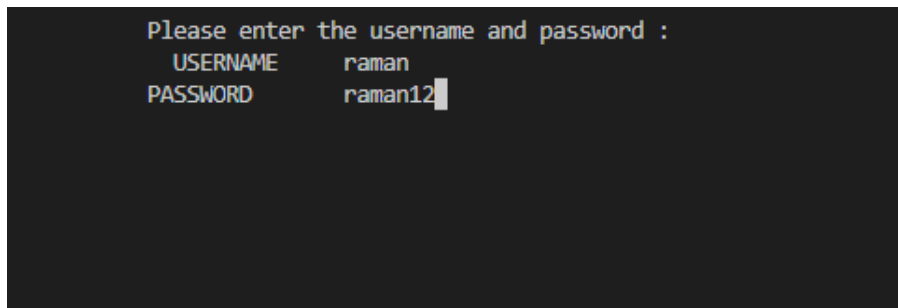 Please enter the username and password :
USERNAME raman
PASSWORD raman12